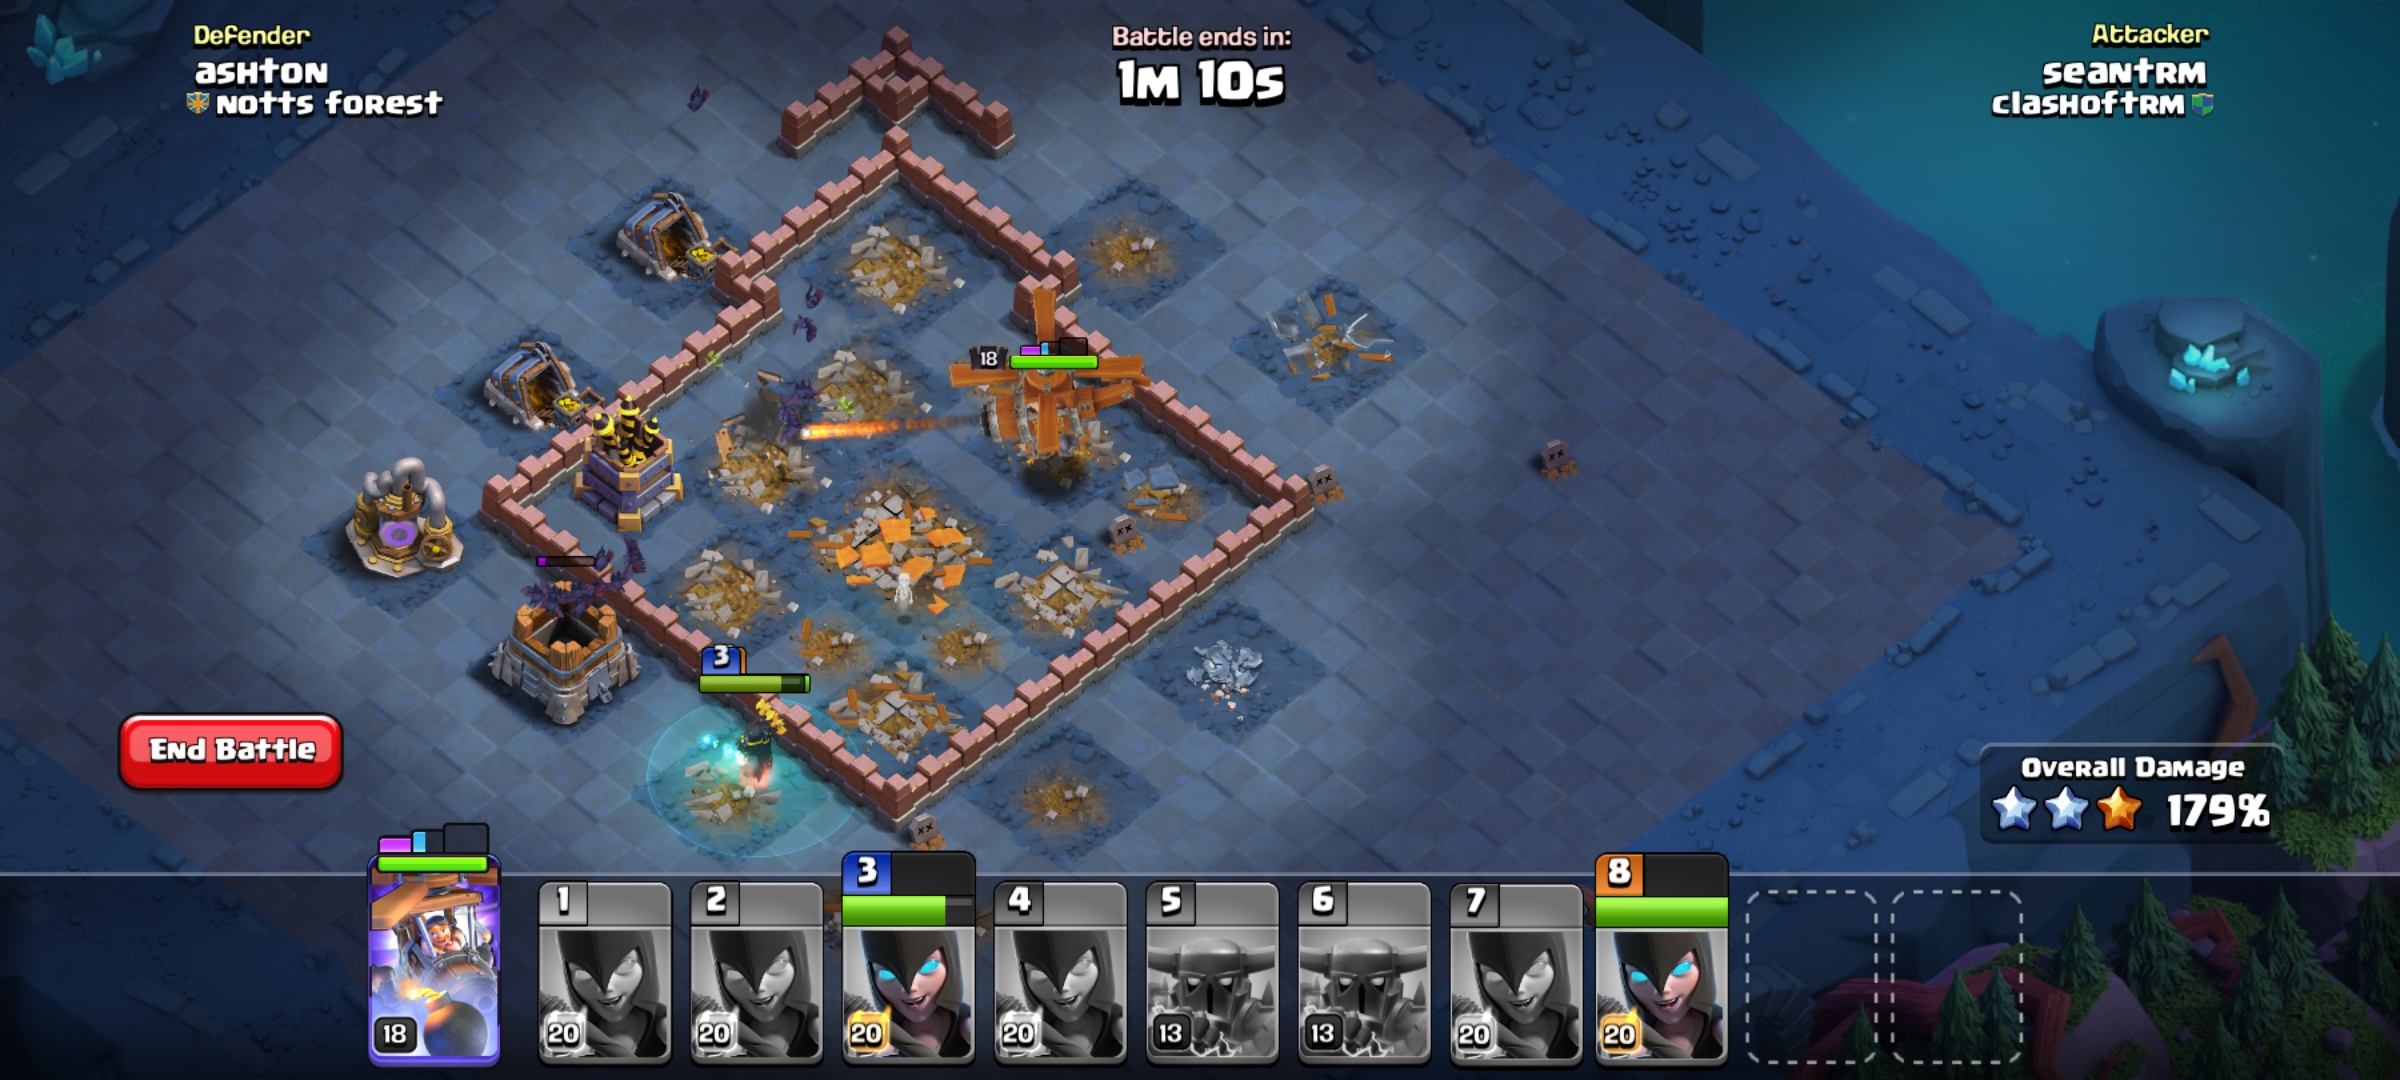 Defender
ashton
notts forest
Battle ends in:
1m 10s
Attacker
seantrm
clashoftrm
18
3
End Battle
Overall Damage
179%
1
2
3
4
5
6
7
8
18
20
20
20
20
13
13
20
20